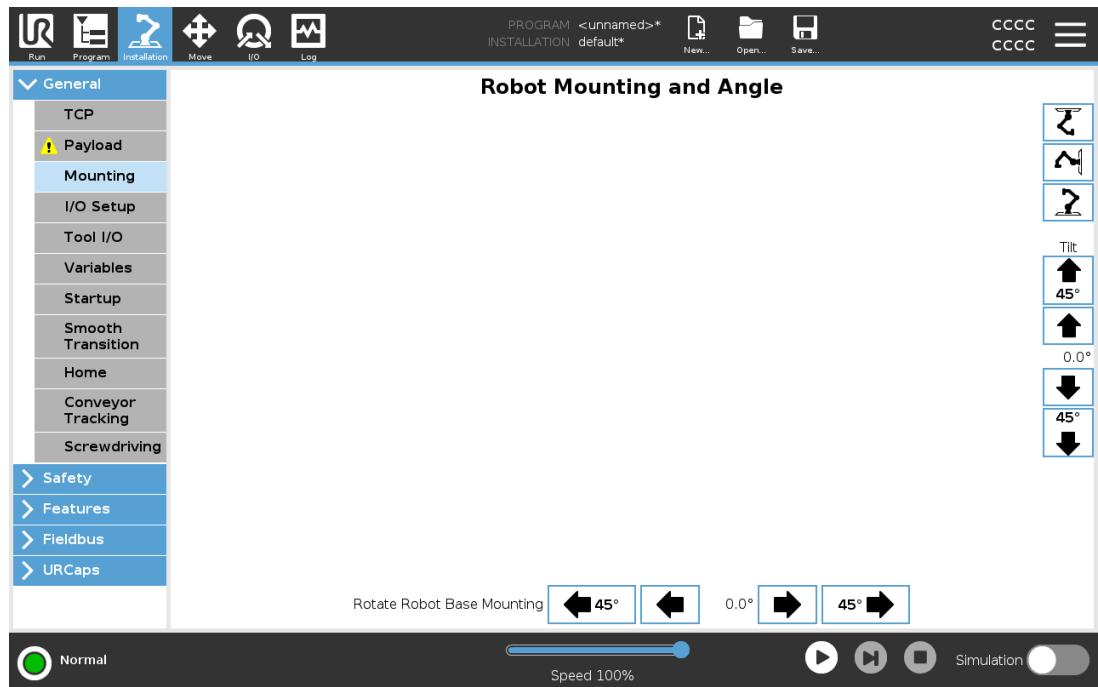 PROGRAM <unnamed>*
INSTALLATION default*
CCCC
CCCC
Run
Program
Installation
Move
I/O
Log
New...
Open...
Save...
General
TCP
Payload
Mounting
I/O Setup
Tool I/O
Variables
Startup
Smooth
Transition
Home
Conveyor
Tracking
Screwdriving
Safety
Features
Fieldbus
URCaps
Robot Mounting and Angle
Tilt
45°
0.0°
45°
Rotate Robot Base Mounting 45° 0.0° 45°
Normal
Speed 100%
Simulation